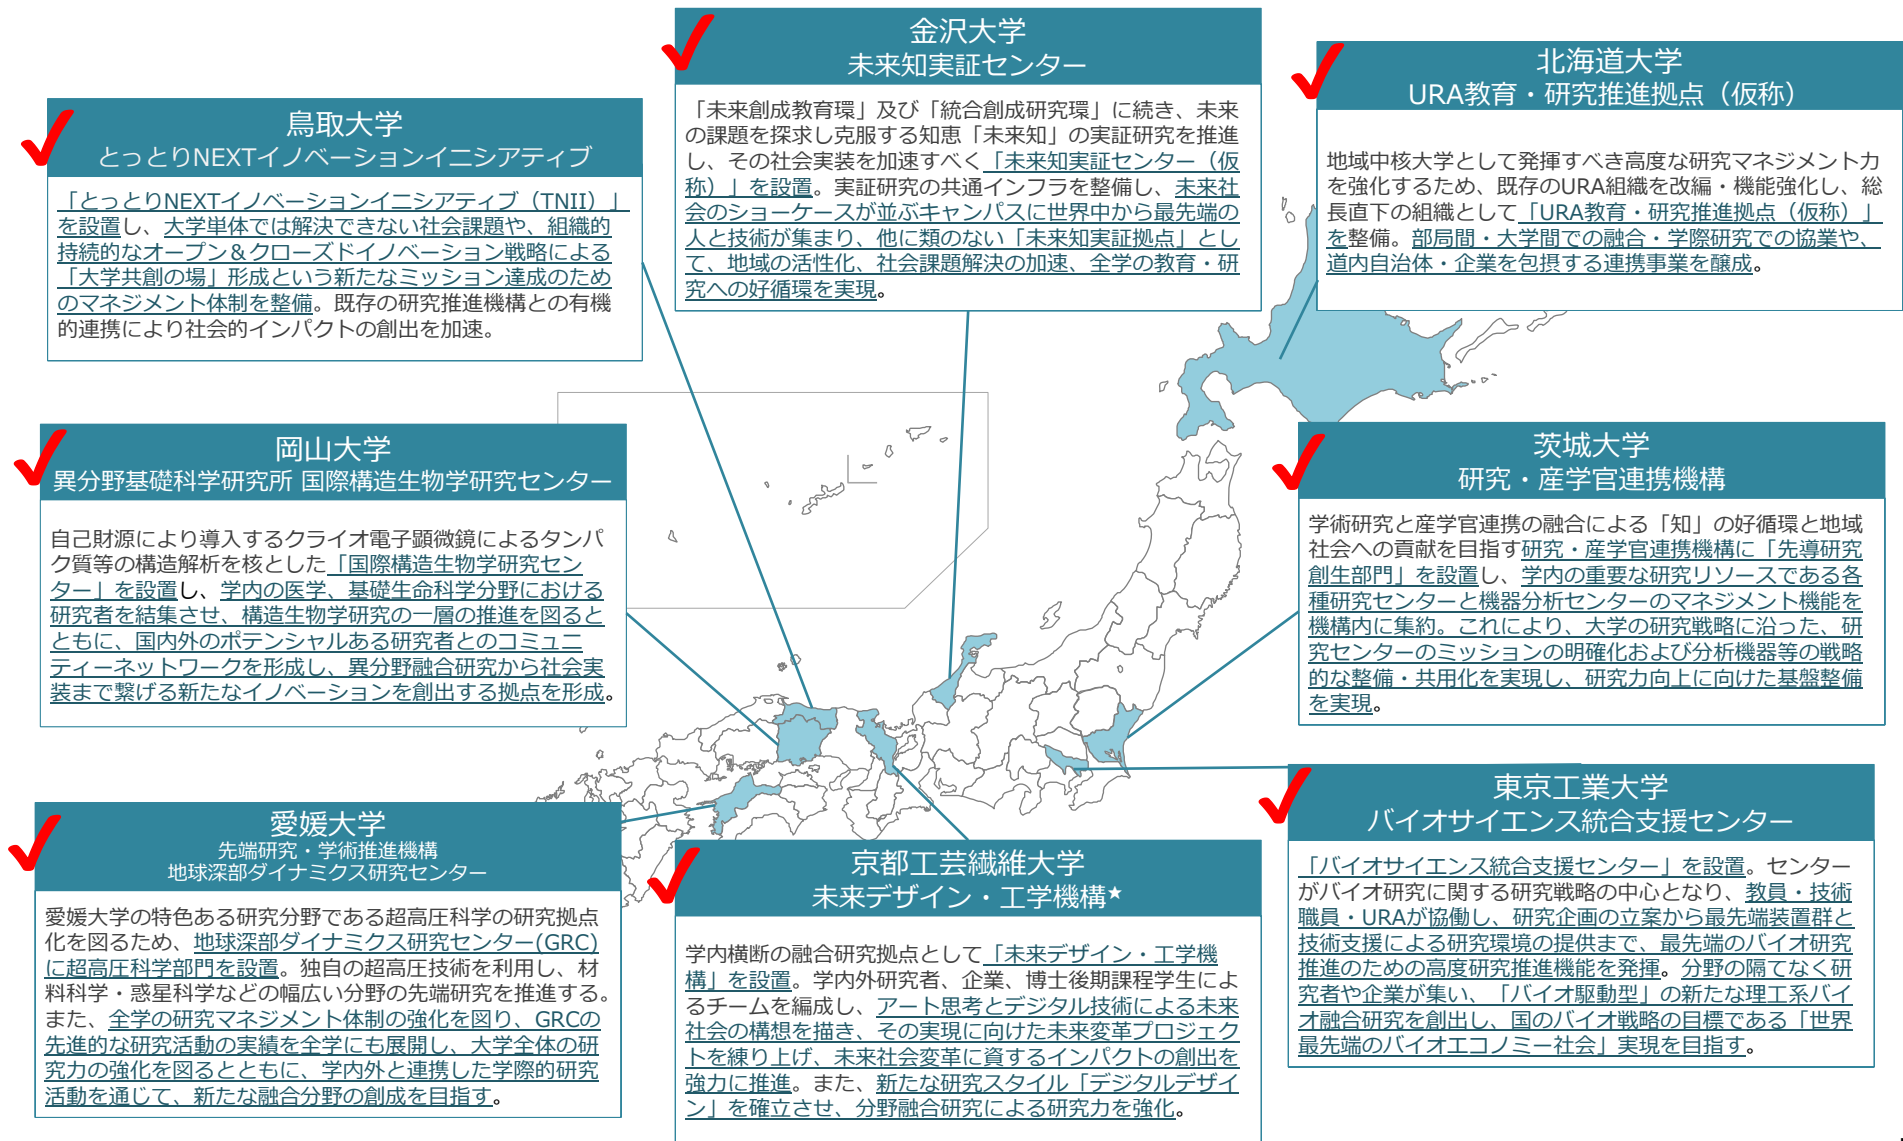 金沢大学
未来知実証センター
「未来創成教育環」及び「統合創成研究環」に続き、未来
の課題を探求し克服する知恵「未来知」の実証研究を推進
し、その社会実装を加速すべく「未来知実証センター（仮
称）」を設置。実証研究の共通インフラを整備し、未来社
会のショーケースが並ぶキャンパスに世界中から最先端の
人と技術が集まり、他に類のない「未来知実証拠点」とし
て、地域の活性化、社会課題解決の加速、全学の教育・研
究への好循環を実現。
北海道大学
URA教育・研究推進拠点（仮称）
地域中核大学として発揮すべき高度な研究マネジメント力
を強化するため、既存のURA組織を改編・機能強化し、総
長直下の組織として「URA教育・研究推進拠点（仮称）」
を整備。部局間・大学間での融合・学際研究での協業や、
道内自治体・企業を包摂する連携事業を醸成。
鳥取大学
とっとりNEXTイノベーションイニシアティブ
「とっとりNEXTイノベーションイニシアティブ（TNII）」
を設置し、大学単体では解決できない社会課題や、組織的
持続的なオープン＆クローズドイノベーション戦略による
「大学共創の場」形成という新たなミッション達成のため
のマネジメント体制を整備。既存の研究推進機構との有機
的連携により社会的インパクトの創出を加速。
岡山大学
異分野基礎科学研究所 国際構造生物学研究センター
自己財源により導入するクライオ電子顕微鏡によるタンパ
ク質等の構造解析を核とした「国際構造生物学研究セン
ター」を設置し、学内の医学、基礎生命科学分野における
研究者を結集させ、構造生物学研究の一層の推進を図ると
ともに、国内外のポテンシャルある研究者とのコミュニ
ティーネットワークを形成し、異分野融合研究から社会実
装まで繋げる新たなイノベーションを創出する拠点を形成。
茨城大学
研究・産学官連携機構
学術研究と産学官連携の融合による「知」の好循環と地域
社会への貢献を目指す研究・産学官連携機構に「先導研究
創生部門」を設置し、学内の重要な研究リソースである各
種研究センターと機器分析センターのマネジメント機能を
機構内に集約。これにより、大学の研究戦略に沿った、研
究センターのミッションの明確化および分析機器等の戦略
的な整備・共用化を実現し、研究力向上に向けた基盤整備
を実現。
愛媛大学
先端研究・学術推進機構
地球深部ダイナミクス研究センター
愛媛大学の特色ある研究分野である超高圧科学の研究拠点
化を図るため、地球深部ダイナミクス研究センター(GRC)
に超高圧科学部門を設置。独自の超高圧技術を利用し、材
料科学・惑星科学などの幅広い分野の先端研究を推進する。
また、全学の研究マネジメント体制の強化を図り、GRCの
先進的な研究活動の実績を全学にも展開し、大学全体の研
究力の強化を図るとともに、学内外と連携した学際的研究
活動を通じて、新たな融合分野の創成を目指す。
京都工芸繊維大学
未来デザイン・工学機構★
学内横断の融合研究拠点として「未来デザイン・工学機
構」を設置。学内外研究者、企業、博士後期課程学生によ
るチームを編成し、アート思考とデジタル技術による未来
社会の構想を描き、その実現に向けた未来変革プロジェク
トを練り上げ、未来社会変革に資するインパクトの創出を
強力に推進。また、新たな研究スタイル「デジタルデザイ
ン」を確立させ、分野融合研究による研究力を強化。
東京工業大学
バイオサイエンス統合支援センター
「バイオサイエンス統合支援センター」を設置。センター
がバイオ研究に関する研究戦略の中心となり、教員・技術
職員・URAが協働し、研究企画の立案から最先端装置群と
技術支援による研究環境の提供まで、最先端のバイオ研究
推進のための高度研究推進機能を発揮。分野の隔てなく研
究者や企業が集い、「バイオ駆動型」の新たな理工系バイ
オ融合研究を創出し、国のバイオ戦略の目標である「世界
最先端のバイオエコノミー社会」実現を目指す。